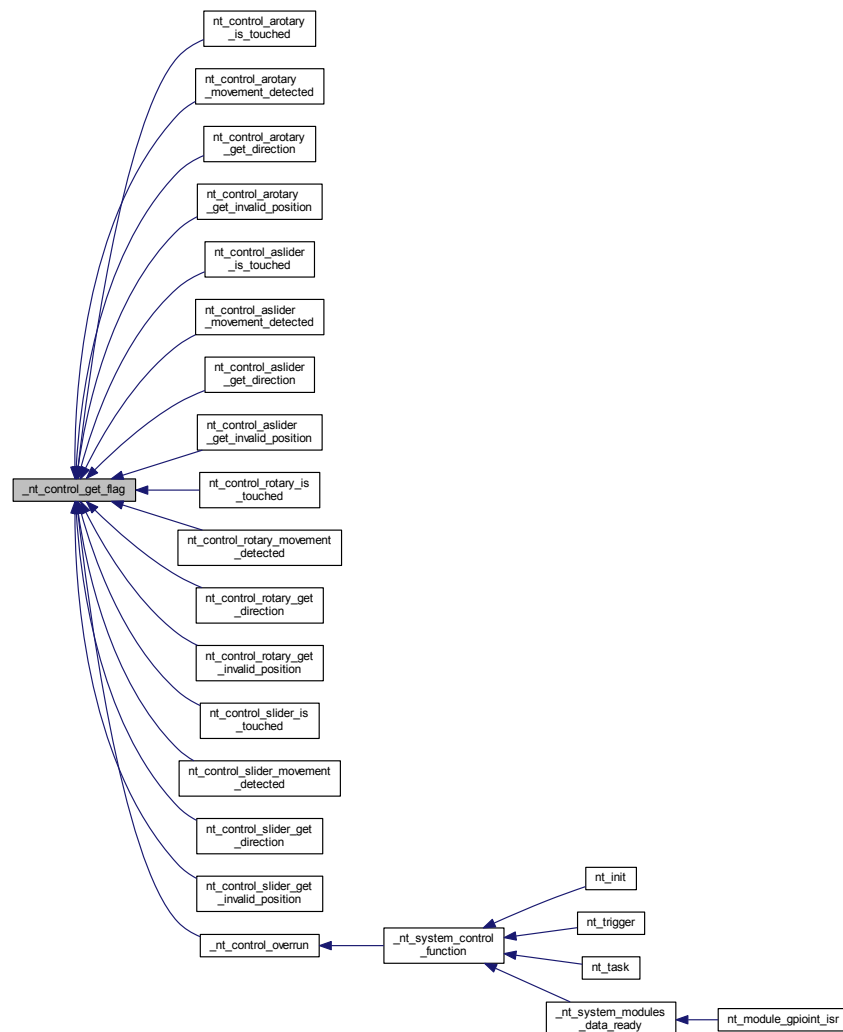 nt_control_arotary
_is_touched
nt_control_arotary
_movement_detected
nt_control_arotary
_get_direction
nt_control_arotary
_get_invalid_position
nt_control_aslider
_is_touched
nt_control_aslider
_movement_detected
nt_control_aslider
_get_direction
nt_control_aslider
_get_invalid_position
_nt_control_get_flag
nt_control_rotary_is
_touched
nt_control_rotary_movement
_detected
nt_control_rotary_get
_direction
nt_control_rotary_get
_invalid_position
nt_control_slider_is
_touched
nt_control_slider_movement
_detected
nt_control_slider_get
_direction
nt_control_slider_get
_invalid_position
_nt_control_overrun
_nt_system_control
_function
nt_init
nt_trigger
nt_task
_nt_system_modules
_data_ready
nt_module_gpioint_isr